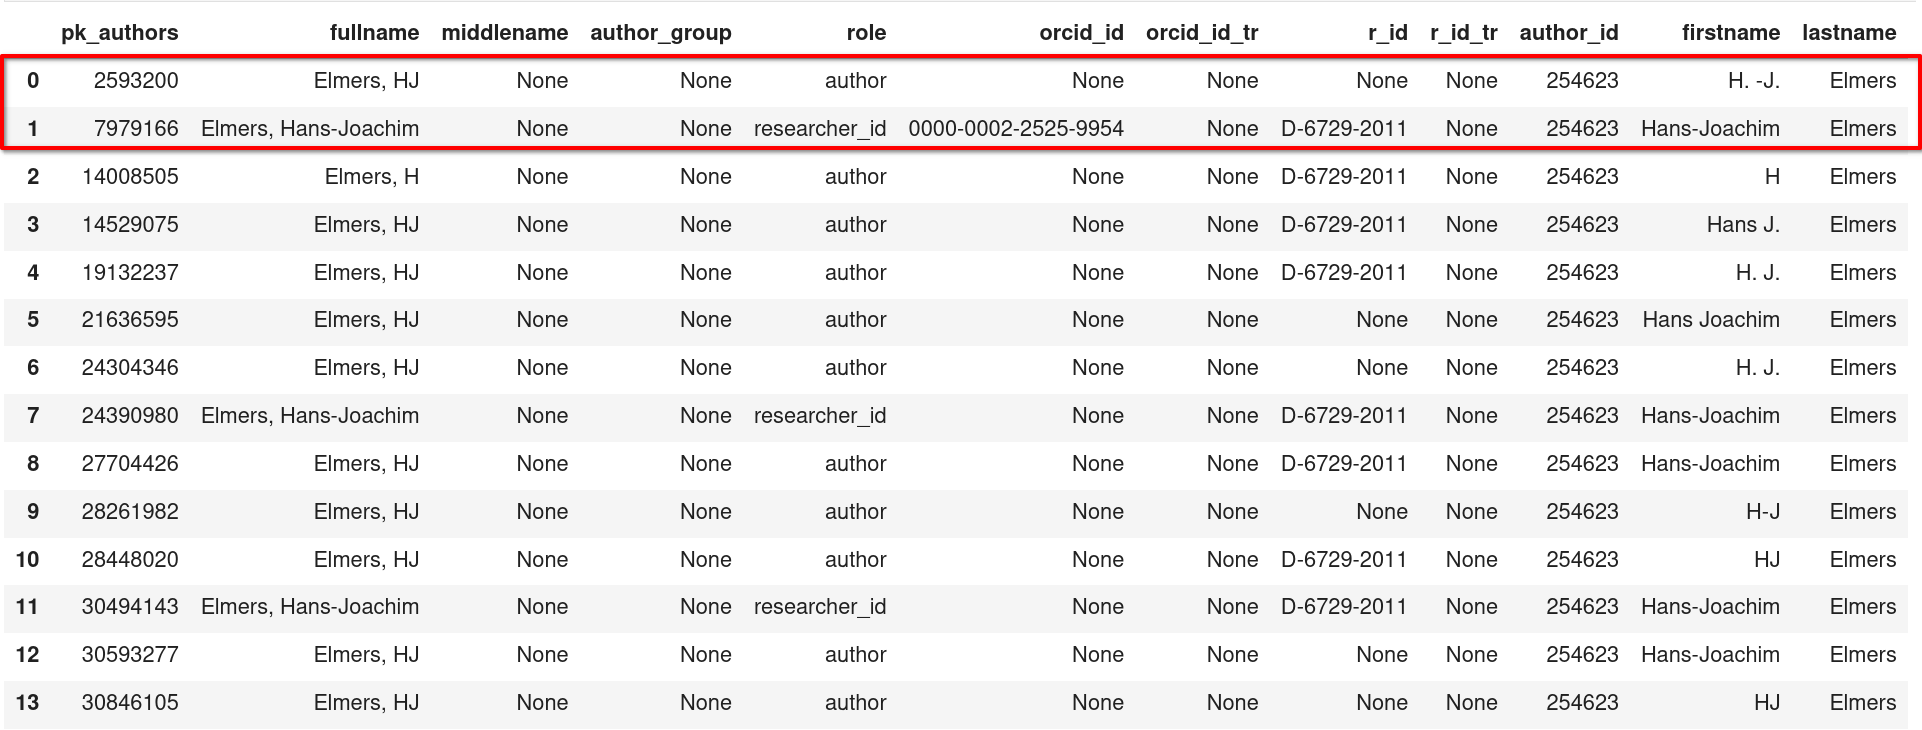 pk_authors fullname middlename author_group role orcid_id orcid_id_tr r_id r_id_tr author_id firstname lastname
0 2593200 Elmers, HJ None None author None None None None 254623 H. -J. Elmers
1 7979166 Elmers, Hans-Joachim None None researcher_id 0000-0002-2525-9954 None D-6729-2011 None 254623 Hans-Joachim Elmers
2 14008505 Elmers, H None None author None None D-6729-2011 None 254623 H Elmers
3 14529075 Elmers, HJ None None author None None D-6729-2011 None 254623 Hans J. Elmers
4 19132237 Elmers, HJ None None author None None D-6729-2011 None 254623 H. J. Elmers
5 21636595 Elmers, HJ None None author None None None None 254623 Hans Joachim Elmers
6 24304346 Elmers, HJ None None author None None None None 254623 H. J. Elmers
7 24390980 Elmers, Hans-Joachim None None researcher_id None None D-6729-2011 None 254623 Hans-Joachim Elmers
8 27704426 Elmers, HJ None None author None None D-6729-2011 None 254623 Hans-Joachim Elmers
9 28261982 Elmers, HJ None None author None None None None 254623 H-J Elmers
10 28448020 Elmers, HJ None None author None None D-6729-2011 None 254623 HJ Elmers
11 30494143 Elmers, Hans-Joachim None None researcher_id None None D-6729-2011 None 254623 Hans-Joachim Elmers
12 30593277 Elmers, HJ None None author None None None None 254623 Hans-Joachim Elmers
13 30846105 Elmers, HJ None None author None None None None 254623 HJ Elmers